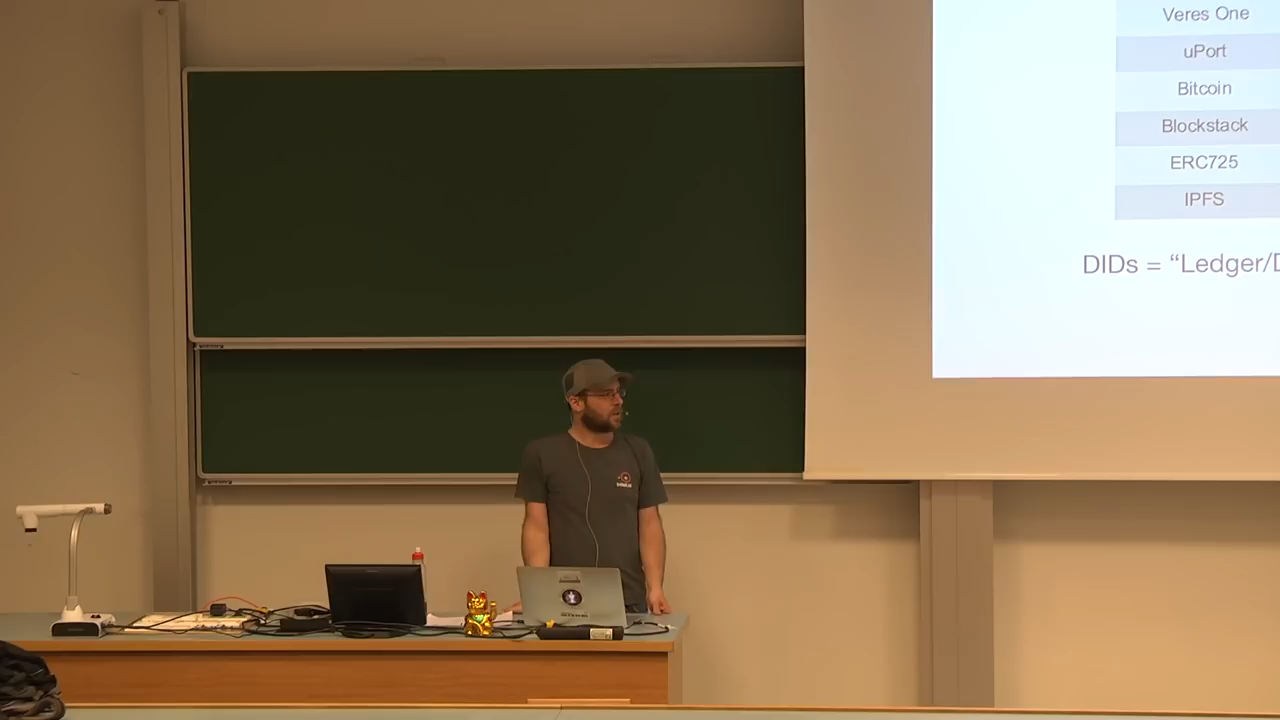 Veres One
uPort
Bitcoin
Blockstack
ERC725
IPFS
DIDs = “Ledger/D